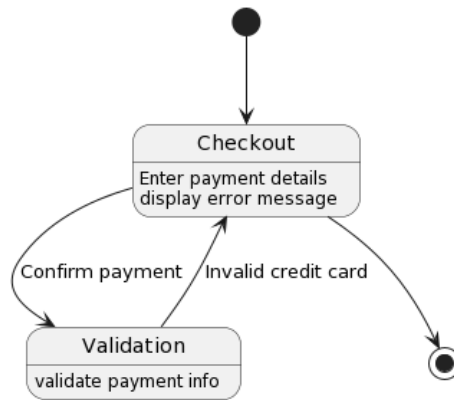 Checkout
Enter payment details
display error message
Confirm payment
Invalid credit card
Validation
validate payment info